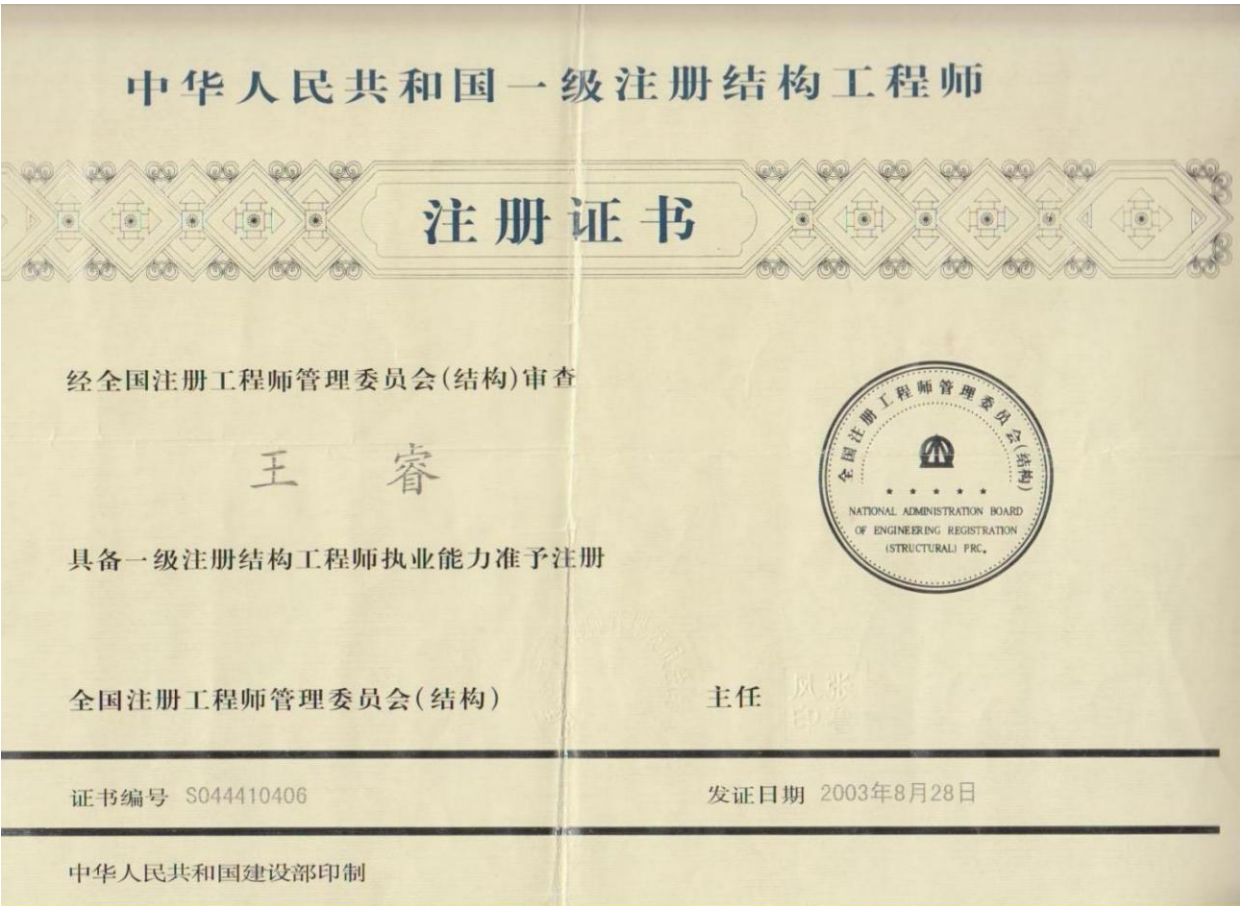 中华人民共和国一级注册结构工程师
注册证书
经全国注册工程师管理委员会(结构)审查
王睿
具备一级注册结构工程师执业能力准予注册
全国注册工程师管理委员会(结构)
NATIONAL ADMINISTRATION BOARD
OF ENGINEERING REGISTRATION
(STRUCTURAL) PRC.
全国注册工程师管理委员会(结构)
主任
证书编号 S044410406
发证日期 2003年8月28日
中华人民共和国建设部印制